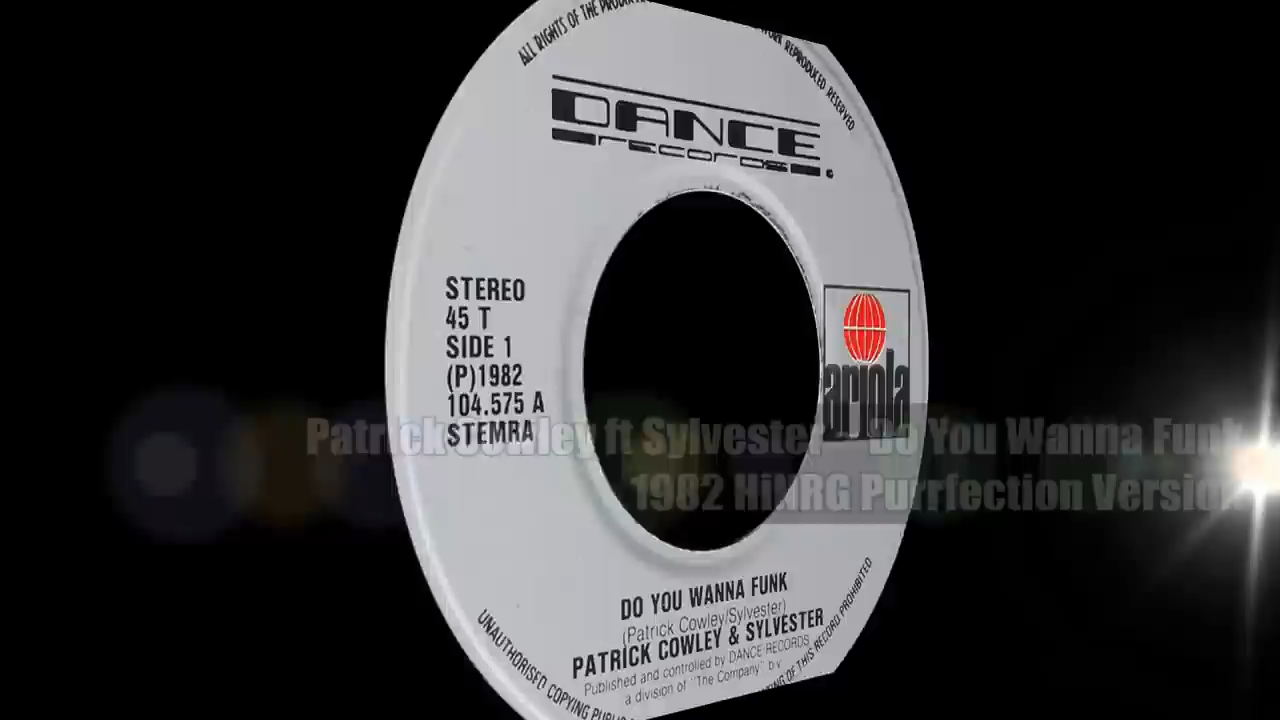 ALL RIGHTS OF THE
WORK REPRODUCED RESERVED
DANCE
records.
STEREO
45 T
SIDE 1
(P)1982
104.575 A
STEMRA
ariola
Patrick Cowley ft Sylvester - Do You Wanna Funk
1982 HiNRG Purrfection Version
DO YOU WANNA FUNK
(Patrick Cowley/Sylvester)
PATRICK COWLEY & SYLVESTER
Published and controlled by DANCE RECORDS
a division of "The Company" b v
UNAUTHORISED COPYING
OF THIS RECORD PROHIBITED